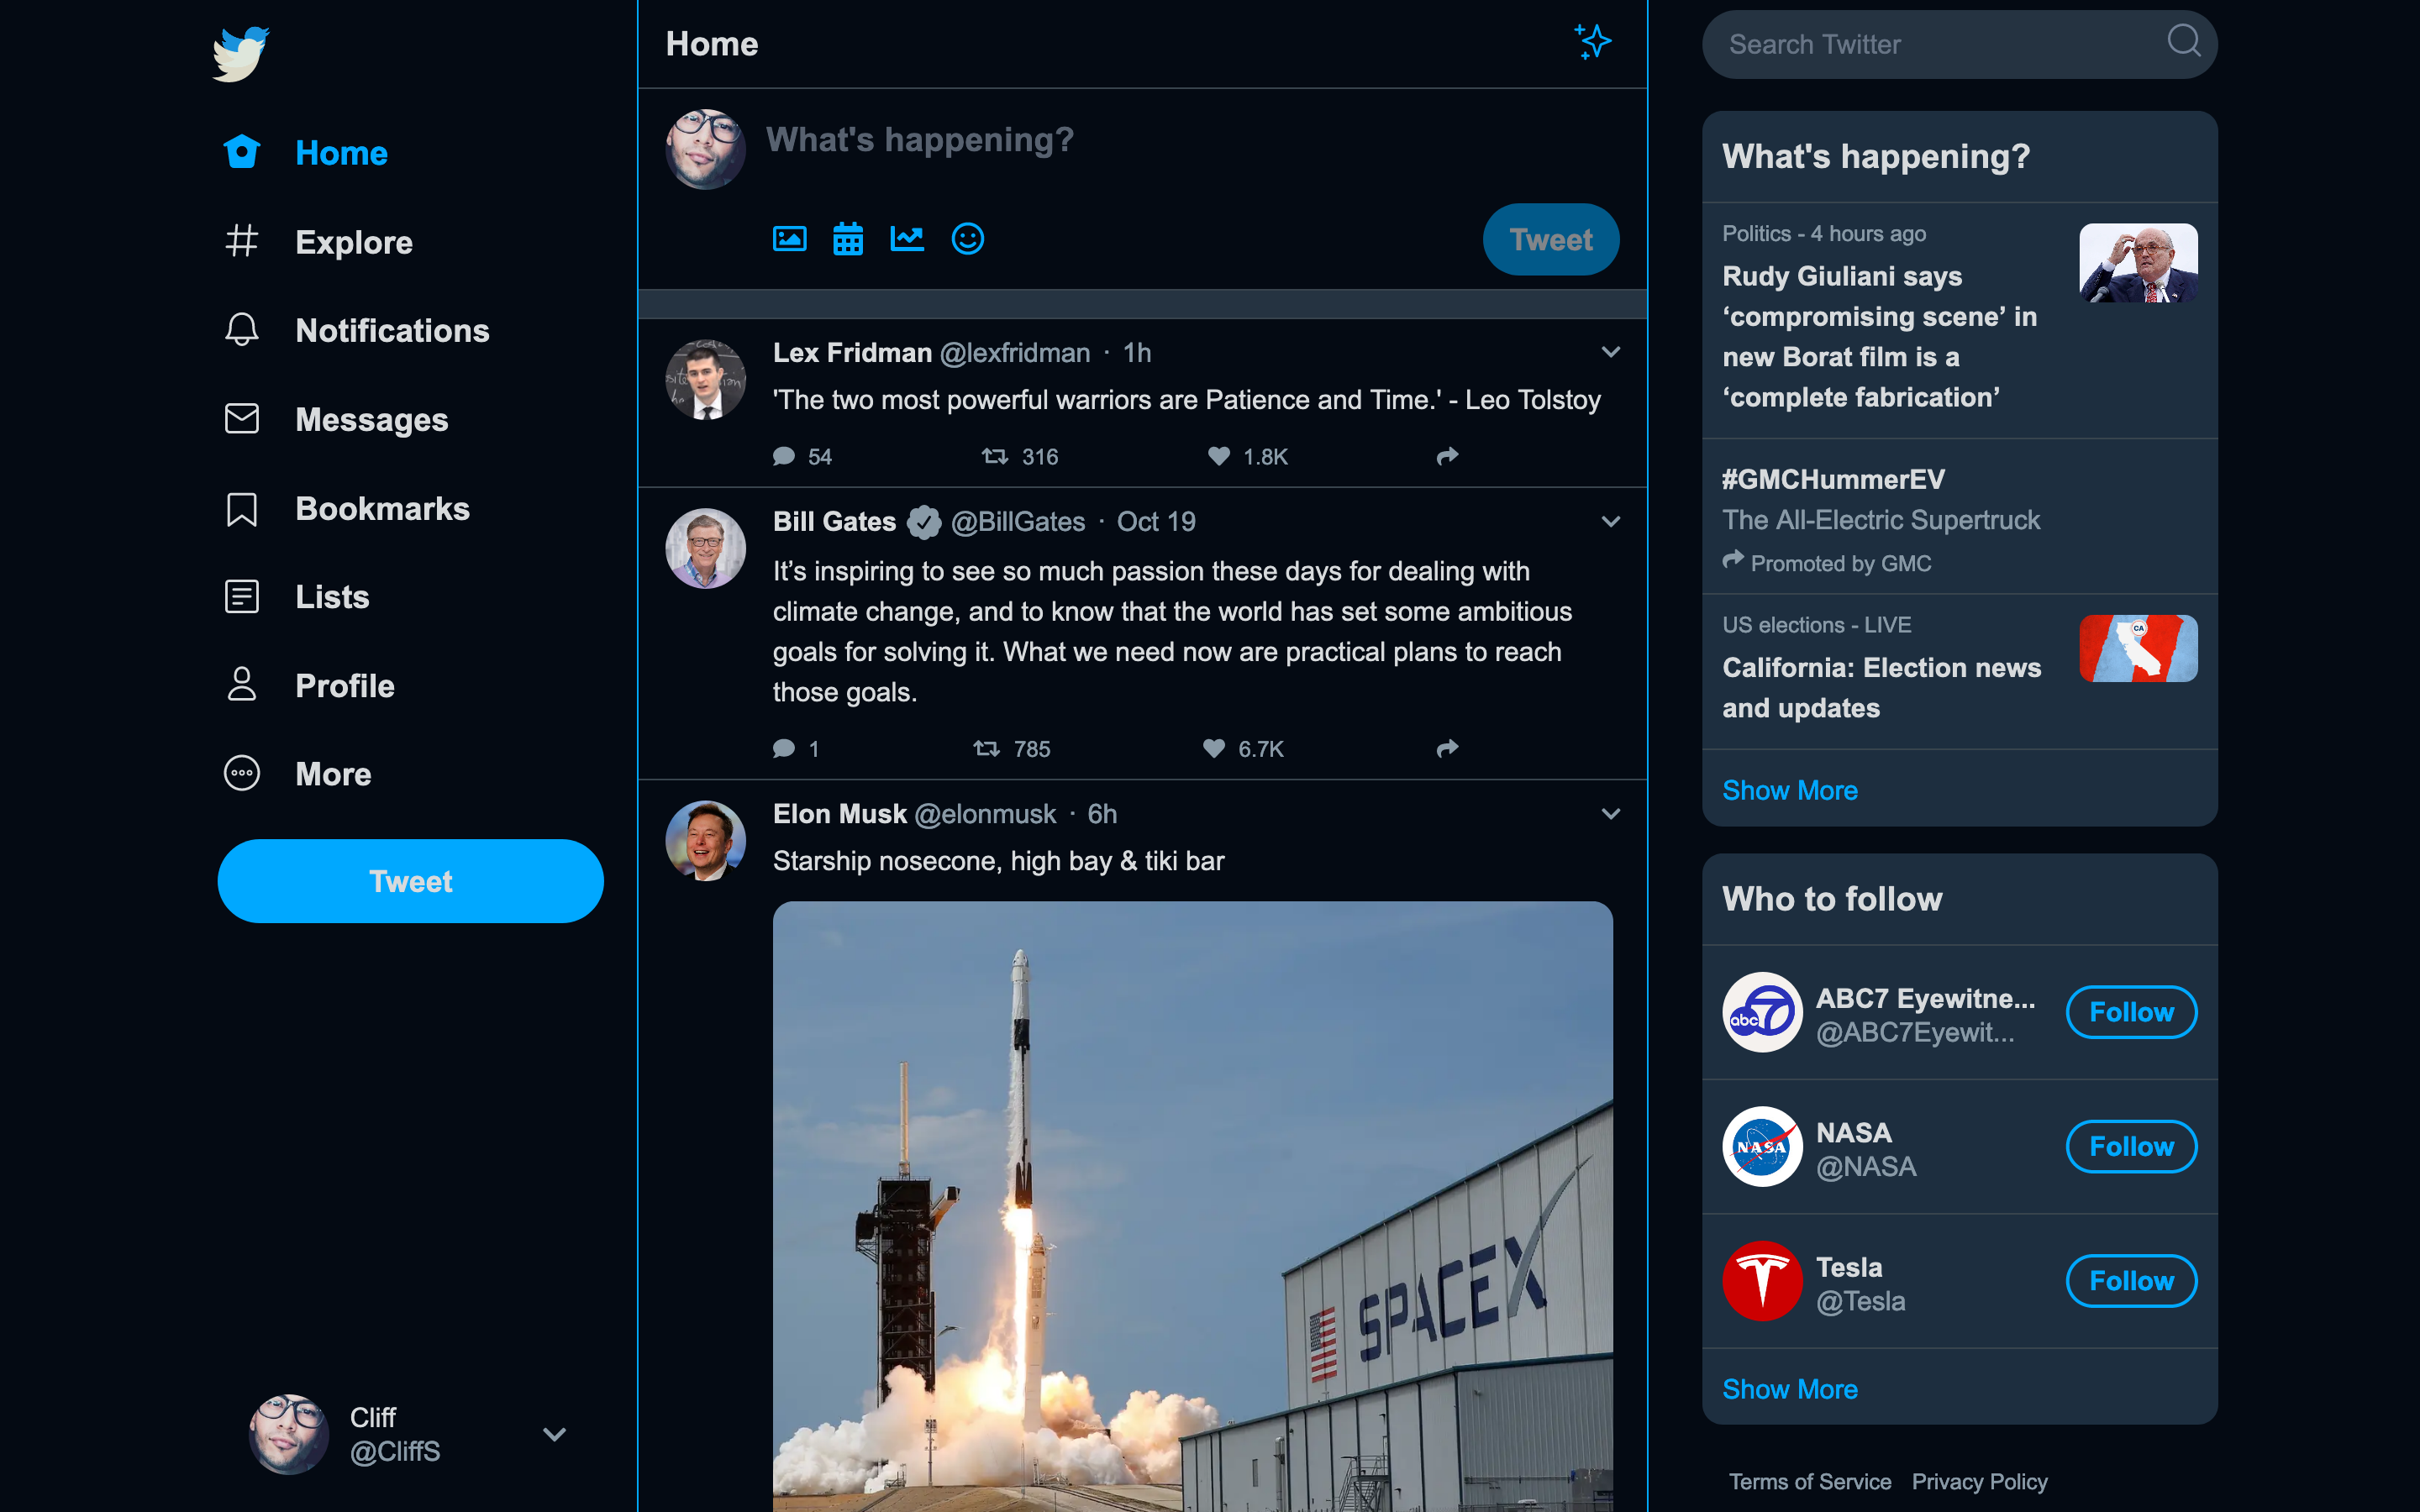 Home
Explore
Notifications
Messages
Bookmarks
Lists
Profile
More
Tweet
Cliff
@CliffS
Home
What's happening?
Tweet
Lex Fridman @lexfridman · 1h
'The two most powerful warriors are Patience and Time.' - Leo Tolstoy
54 316 1.8K
Bill Gates @BillGates · Oct 19
It’s inspiring to see so much passion these days for dealing with
climate change, and to know that the world has set some ambitious
goals for solving it. What we need now are practical plans to reach
those goals.
1 785 6.7K
Elon Musk @elonmusk · 6h
Starship nosecone, high bay & tiki bar
SPACEX
Search Twitter
What's happening?
Politics - 4 hours ago
Rudy Giuliani says
‘compromising scene’ in
new Borat film is a
‘complete fabrication’
#GMCHummerEV
The All-Electric Supertruck
Promoted by GMC
US elections - LIVE
CA
California: Election news
and updates
Show More
Who to follow
abc 7
ABC7 Eyewitne...
@ABC7Eyewit...
Follow
NASA
NASA
@NASA
Follow
Tesla
@Tesla
Follow
Show More
Terms of Service Privacy Policy